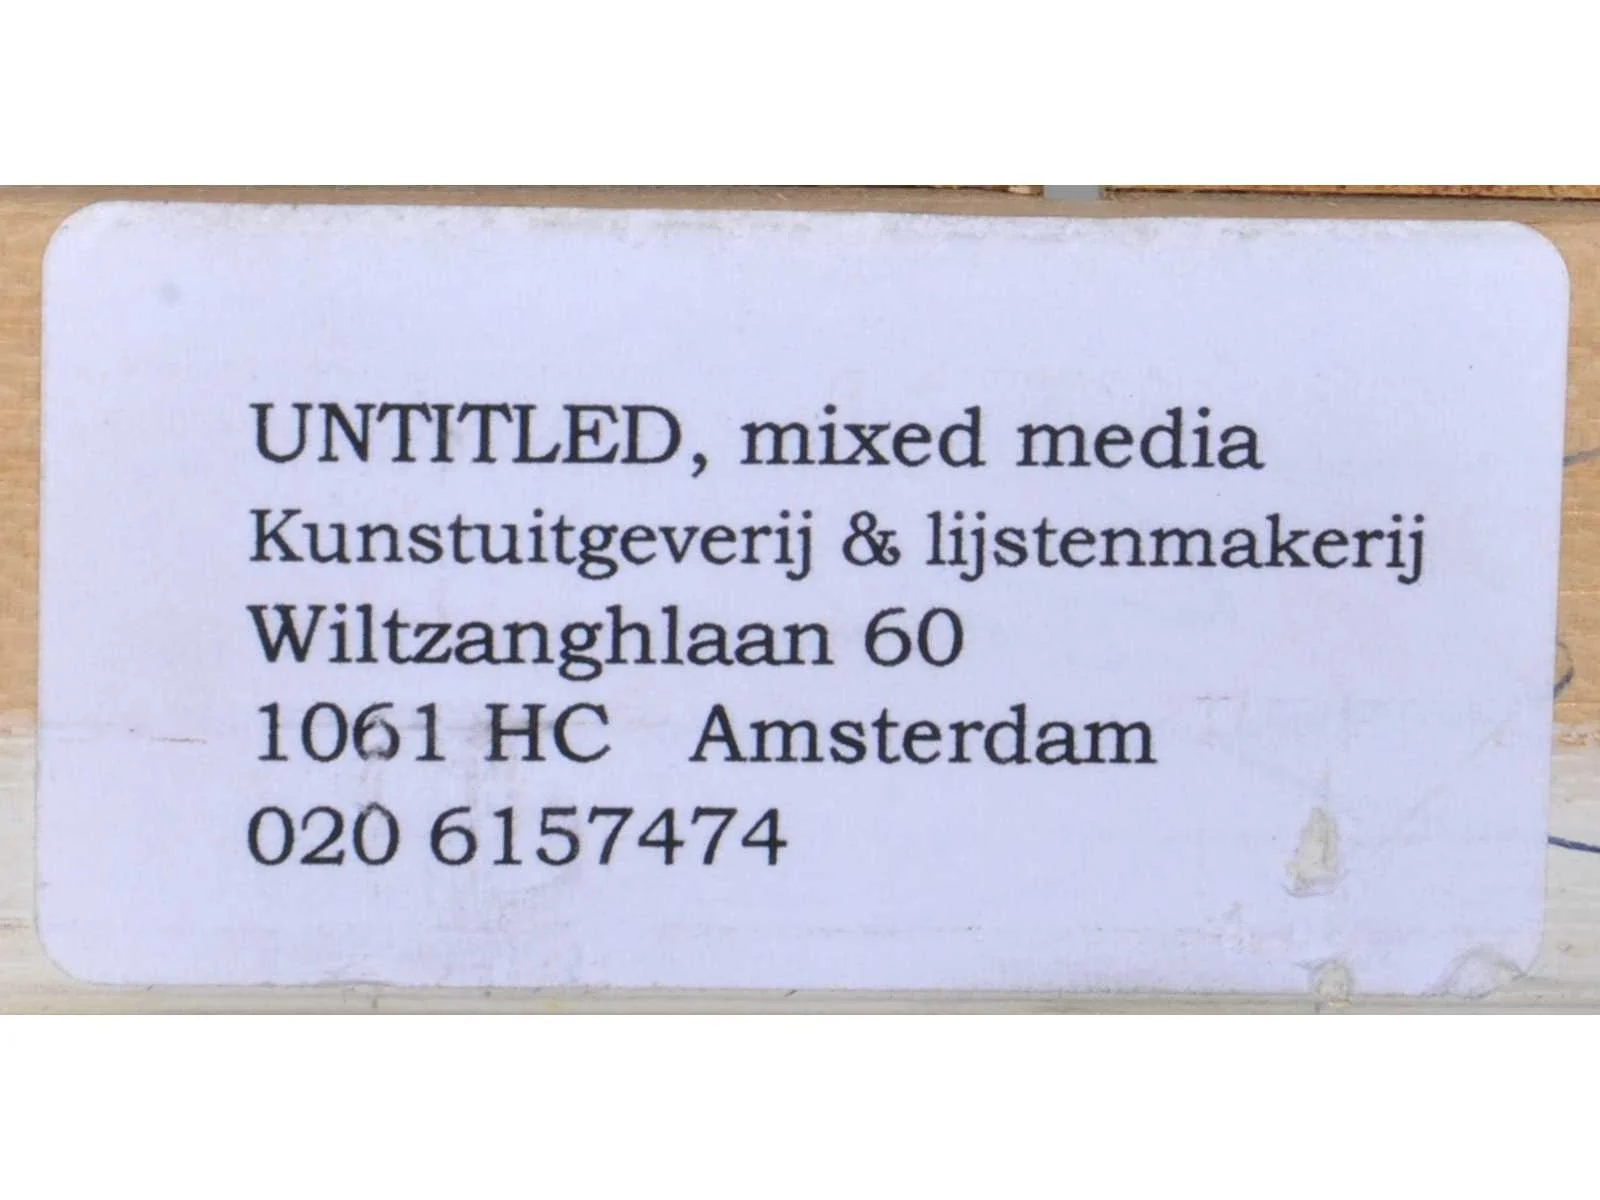 UNTITLED, mixed media
Kunstuitgeverij & lijstenmakerij
Wiltzanghlaan 60
1061 HC Amsterdam
020 6157474